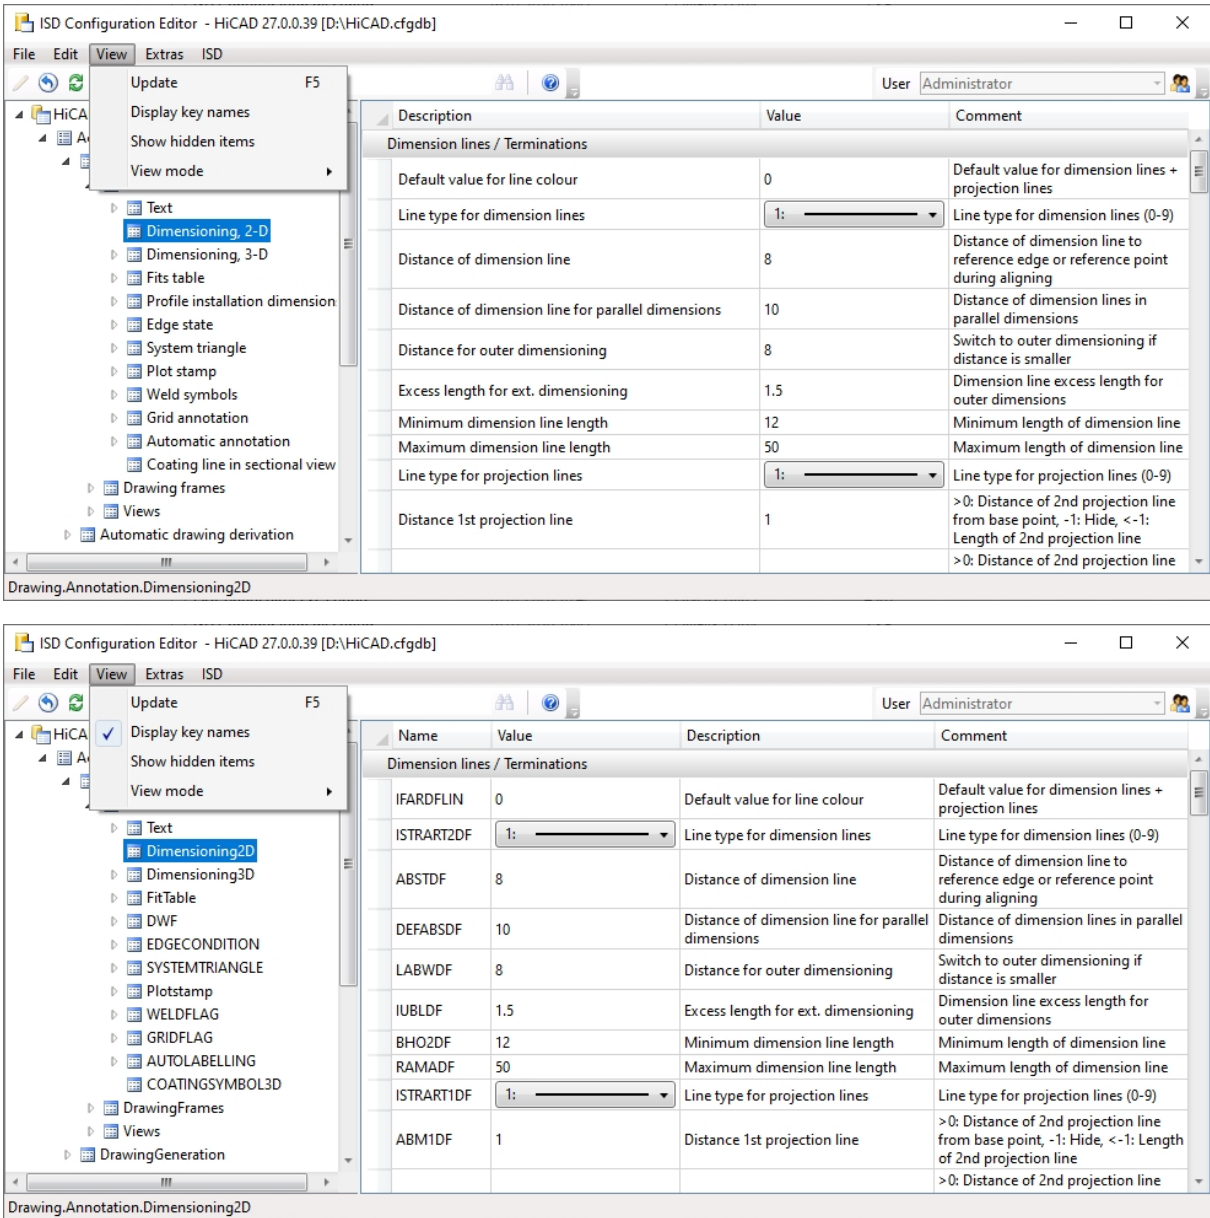 ISD Configuration Editor - HiCAD 27.0.0.39 [D:\HiCAD.cfgdb]
File Edit View Extras ISD
Update F5
Display key names
Show hidden items
View mode
User Administrator
HiCA
A
Text
Dimensioning, 2-D
Dimensioning, 3-D
Fits table
Profile installation dimension
Edge state
System triangle
Plot stamp
Weld symbols
Grid annotation
Automatic annotation
Coating line in sectional view
Drawing frames
Views
Automatic drawing derivation
Description Value Comment
Dimension lines / Terminations
Default value for line colour 0 Default value for dimension lines +
projection lines
Line type for dimension lines 1: Line type for dimension lines (0-9)
Distance of dimension line 8 Distance of dimension line to
reference edge or reference point
during aligning
Distance of dimension line for parallel dimensions 10 Distance of dimension lines in
parallel dimensions
Distance for outer dimensioning 8 Switch to outer dimensioning if
distance is smaller
Excess length for ext. dimensioning 1.5 Dimension line excess length for
outer dimensions
Minimum dimension line length 12 Minimum length of dimension line
Maximum dimension line length 50 Maximum length of dimension line
Line type for projection lines 1: Line type for projection lines (0-9)
Distance 1st projection line 1 >0: Distance of 2nd projection line
from base point, -1: Hide, <-1:
Length of 2nd projection line
>0: Distance of 2nd projection line
Drawing.Annotation.Dimensioning2D
ISD Configuration Editor - HiCAD 27.0.0.39 [D:\HiCAD.cfgdb]
File Edit View Extras ISD
Update F5
Display key names
Show hidden items
View mode
User Administrator
HiCA
A
Text
Dimensioning2D
Dimensioning3D
FitTable
DWF
EDGECONDITION
SYSTEMTRIANGLE
Plotstamp
WELDFLAG
GRIDFLAG
AUTOLABELLING
COATINGSYMBOL3D
DrawingFrames
Views
DrawingGeneration
Name Value Description Comment
Dimension lines / Terminations
IFARDFLIN 0 Default value for line colour Default value for dimension lines +
projection lines
ISTRART2DF 1: Line type for dimension lines Line type for dimension lines (0-9)
ABSTDF 8 Distance of dimension line Distance of dimension line to
reference edge or reference point
during aligning
DEFABSDF 10 Distance of dimension line for parallel Distance of dimension lines in parallel
dimensions dimensions
LABWDF 8 Distance for outer dimensioning Switch to outer dimensioning if
distance is smaller
IUBLDF 1.5 Excess length for ext. dimensioning Dimension line excess length for
outer dimensions
BHO2DF 12 Minimum dimension line length Minimum length of dimension line
RAMADF 50 Maximum dimension line length Maximum length of dimension line
ISTRART1DF 1: Line type for projection lines Line type for projection lines (0-9)
ABM1DF 1 Distance 1st projection line >0: Distance of 2nd projection line
from base point, -1: Hide, <-1: Length
of 2nd projection line
>0: Distance of 2nd projection line
Drawing.Annotation.Dimensioning2D